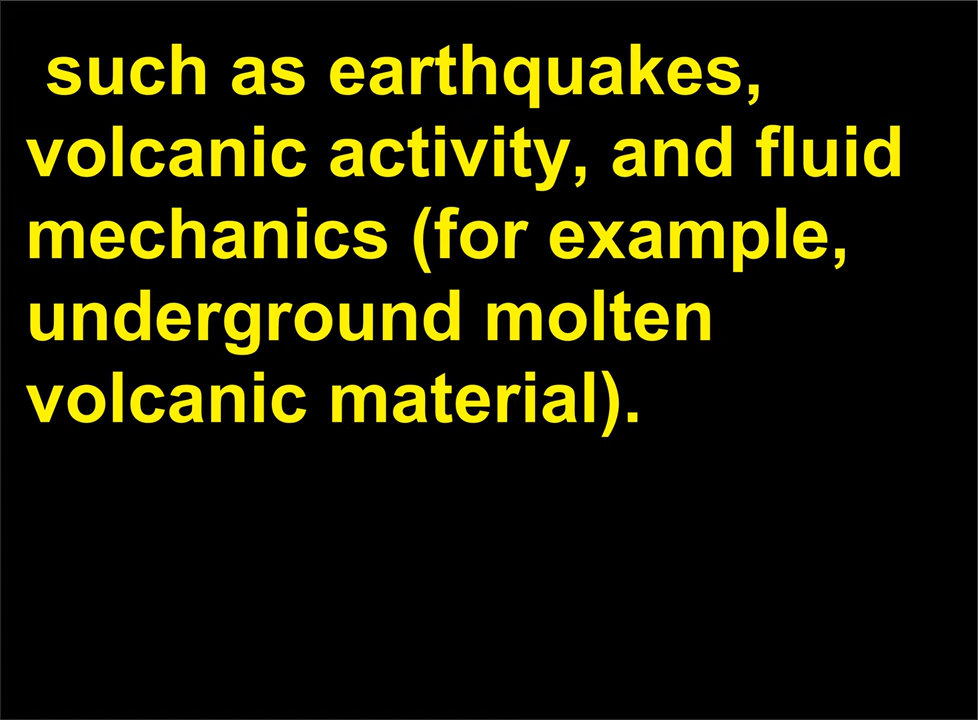 such as earthquakes,
volcanic activity, and fluid
mechanics (for example,
underground molten
volcanic material).